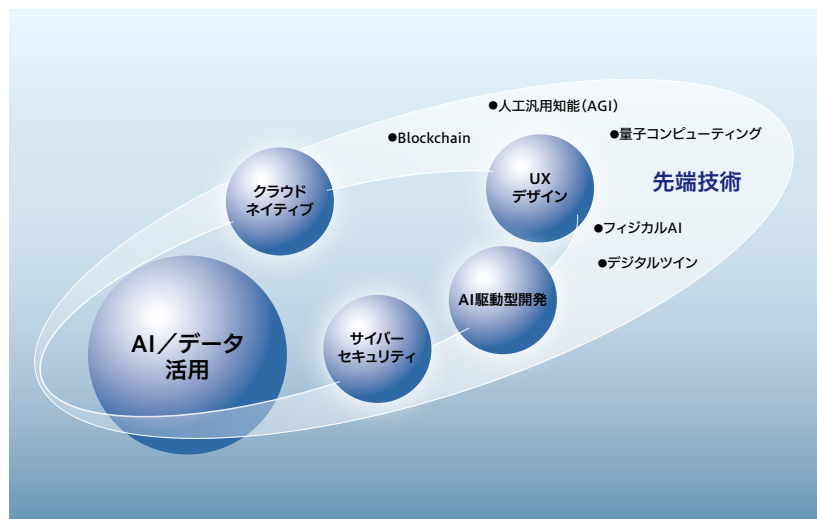 ●人工汎用知能（AGI）
●Blockchain
●量子コンピューティング
先端技術
クラウド
ネイティブ
UX
デザイン
●フィジカルAI
●デジタルツイン
AI駆動型開発
AI／データ
活用
サイバー
セキュリティ